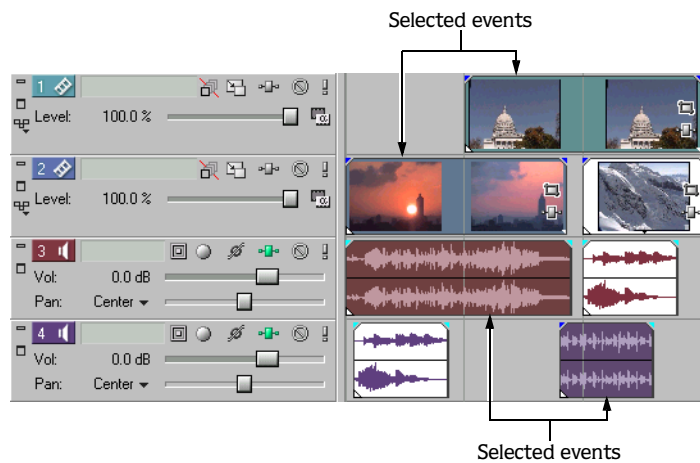 Selected events
1
Level: 100.0 %
α
2
Level: 100.0 %
α
3
Vol: 0.0 dB
Pan: Center
4
Vol: 0.0 dB
Pan: Center
Selected events